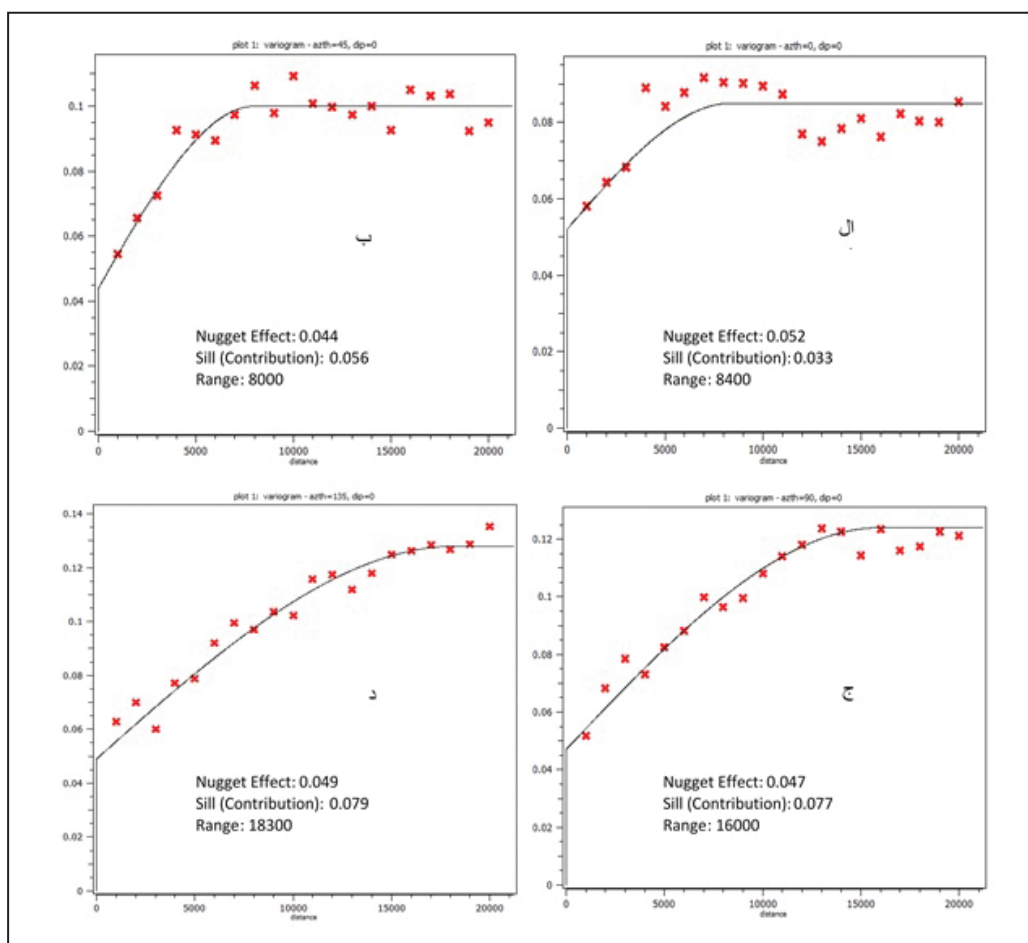 plot 1: variogram - azth=45, dip=0
0.1
0.08
0.06
0.04
0.02
0
0
5000
10000
15000
20000
distance
ب
Nugget Effect: 0.044
Sill (Contribution): 0.056
Range: 8000
plot 1: variogram - azth=0, dip=0
0.08
0.06
0.04
0.02
0
0
5000
10000
15000
20000
distance
ال
Nugget Effect: 0.052
Sill (Contribution): 0.033
Range: 8400
plot 1: variogram - azth=135, dip=0
0.14
0.12
0.1
0.08
0.06
0.04
0.02
0
0
5000
10000
15000
20000
distance
د
Nugget Effect: 0.049
Sill (Contribution): 0.079
Range: 18300
plot 1: variogram - azth=90, dip=0
0.12
0.1
0.08
0.06
0.04
0.02
0
0
5000
10000
15000
20000
distance
ج
Nugget Effect: 0.047
Sill (Contribution): 0.077
Range: 16000